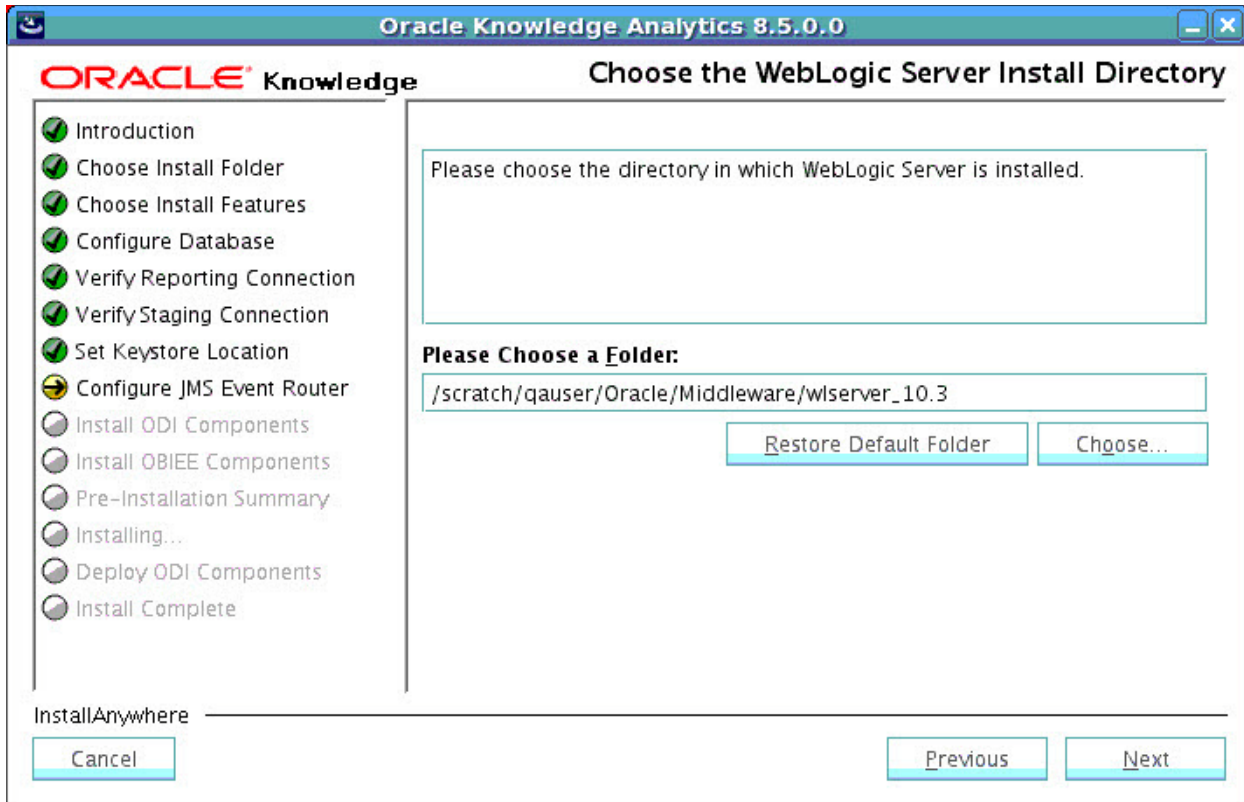 Oracle Knowledge Analytics 8.5.0.0
ORACLE Knowledge
Choose the WebLogic Server Install Directory
Introduction
Choose Install Folder
Choose Install Features
Configure Database
Verify Reporting Connection
Verify Staging Connection
Set Keystore Location
Configure JMS Event Router
Install ODI Components
Install OBIEE Components
Pre-Installation Summary
Installing...
Deploy ODI Components
Install Complete
Please choose the directory in which WebLogic Server is installed.
Please Choose a Folder:
/scratch/qauser/Oracle/Middleware/wlserver_10.3
Restore Default Folder
Choose...
InstallAnywhere
Cancel
Previous
Next